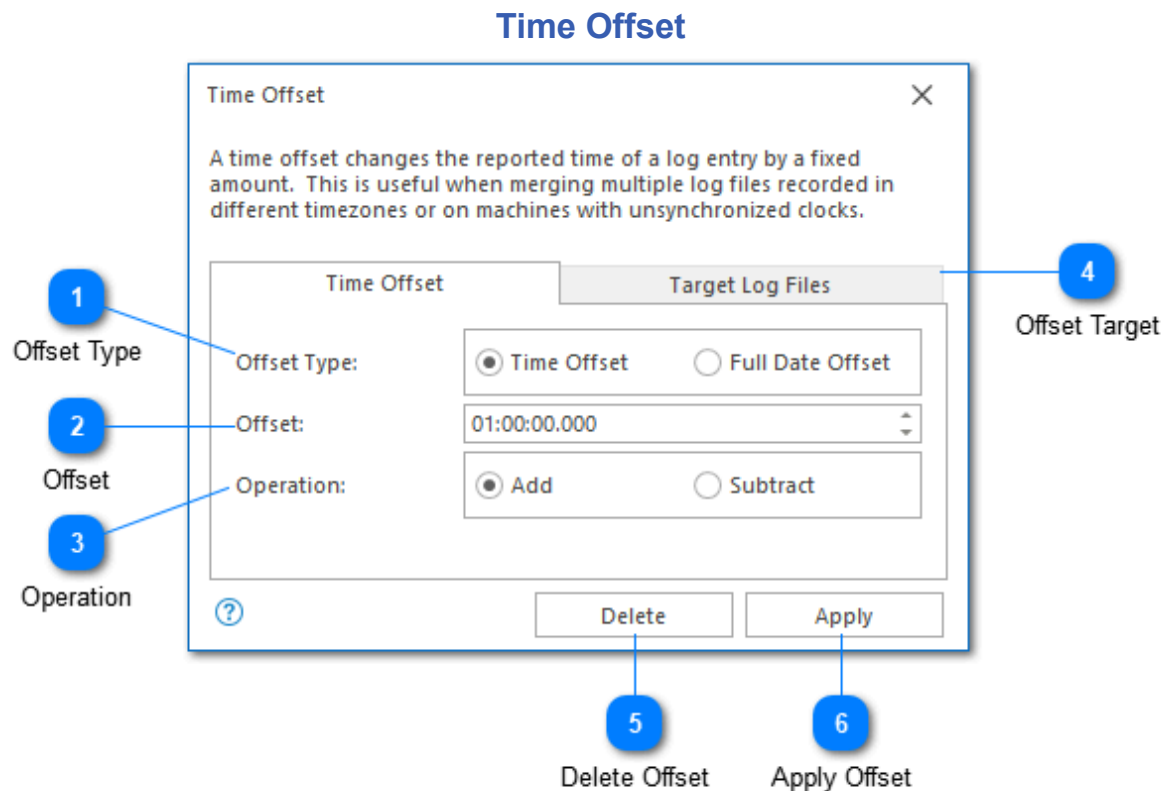 Time Offset
Time Offset
A time offset changes the reported time of a log entry by a fixed
amount.  This is useful when merging multiple log files recorded in
different timezones or on machines with unsynchronized clocks.
Time Offset
Target Log Files
1
Offset Type
4
Offset Target
Offset Type:
Time Offset
Full Date Offset
2
Offset
Offset:
01:00:00.000
3
Operation
Operation:
Add
Subtract
?
Delete
Apply
5
Delete Offset
6
Apply Offset